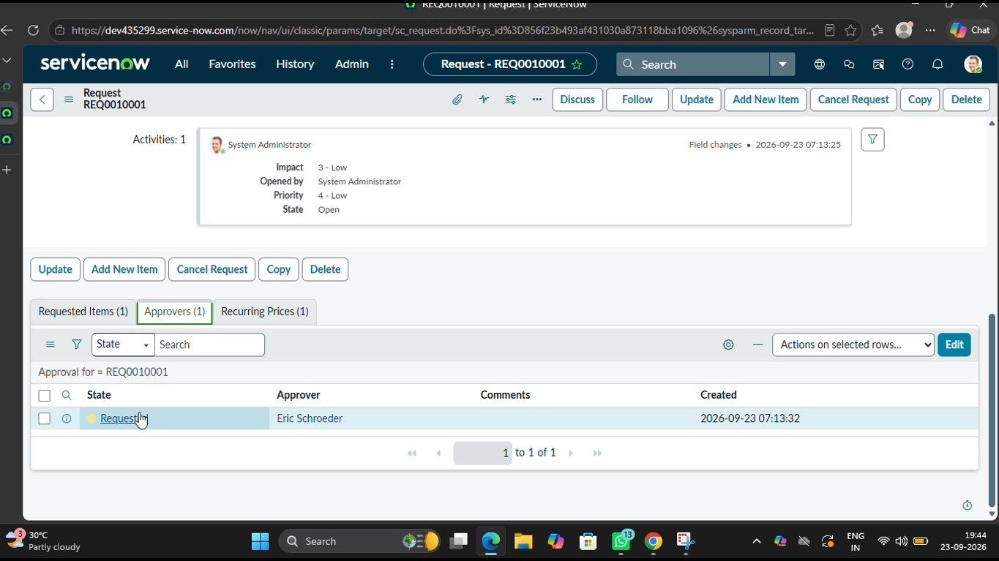 REQ0010001 | Request | ServiceNow
https://dev435299.service-now.com/now/nav/ui/classic/params/target/sc_request.do%3Fsys_id%3D856f23b493af431030a873118bba1096%26sysparm_record_tar...
Chat
servicenow All Favorites History Admin Request - REQ0010001 Search
Request
REQ0010001
Discuss Follow Update Add New Item Cancel Request Copy Delete
Activities: 1
System Administrator Field changes • 2026-09-23 07:13:25
Impact 3 - Low
Opened by System Administrator
Priority 4 - Low
State Open
Update Add New Item Cancel Request Copy Delete
Requested Items (1) Approvers (1) Recurring Prices (1)
State Search Actions on selected rows... Edit
Approval for = REQ0010001
State Approver Comments Created
Requested Eric Schroeder 2026-09-23 07:13:32
1 to 1 of 1
3 30°C
Partly cloudy
Search
13
ENG
IN
19:44
23-09-2026